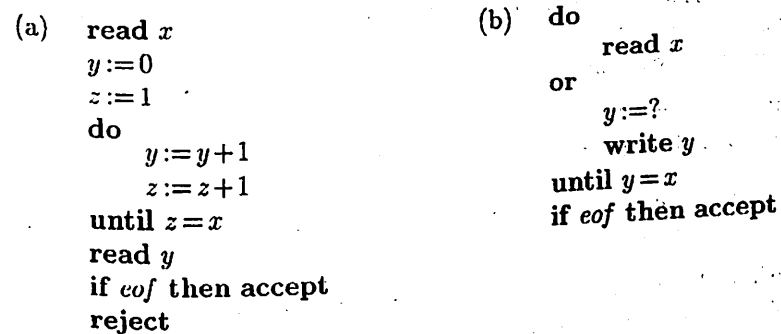 (a) read x
y:=0
z:=1
do
y:=y+1
z:=z+1
until z=x
read y
if eof then accept
reject
(b) do
read x
or
y:=?
write y
until y=x
if eof then accept